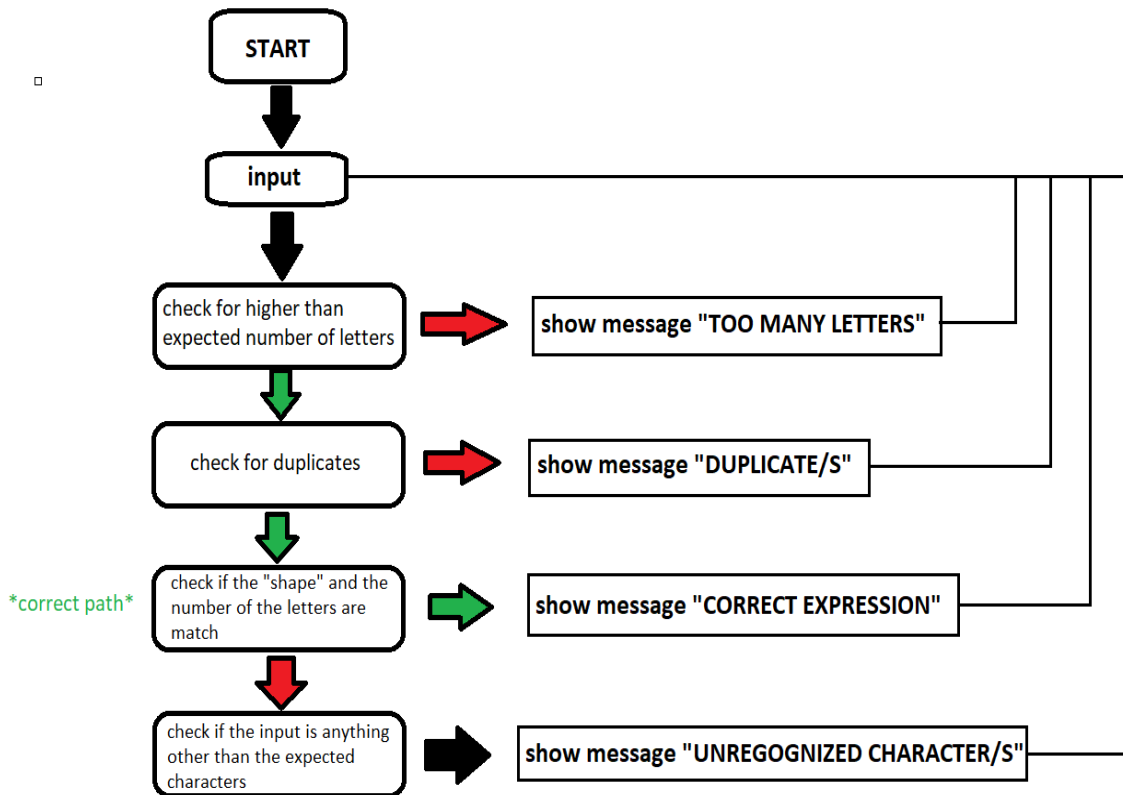 START
input
check for higher than
expected number of letters
show message "TOO MANY LETTERS"
check for duplicates
show message "DUPLICATE/S"
*correct path*
check if the "shape" and the
number of the letters are
match
show message "CORRECT EXPRESSION"
check if the input is anything
other than the expected
characters
show message "UNREGOGNIZED CHARACTER/S"